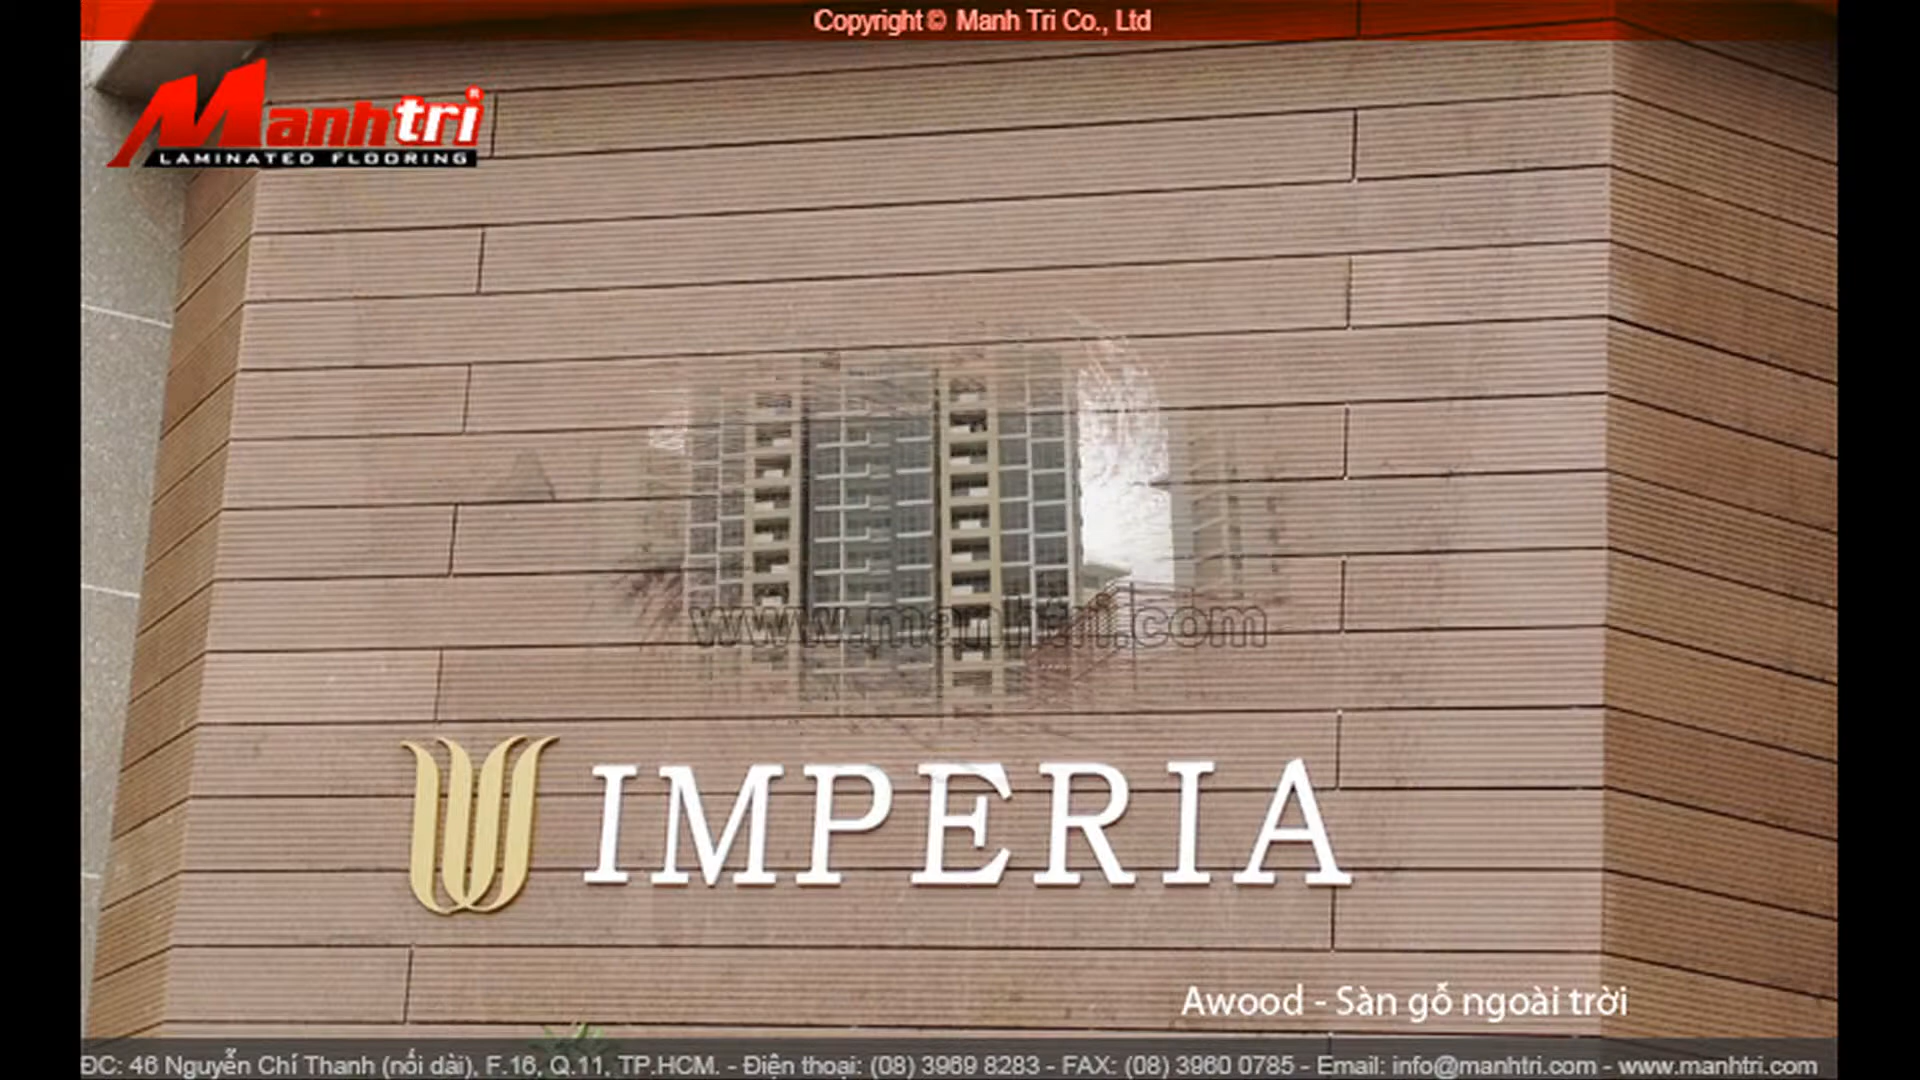 Copyright © Manh Tri Co., Ltd
Manhtri®
LAMINATED FLOORING
www.manhtri.com
IMPERIA
Awood - Sàn gỗ ngoài trời
ĐC: 46 Nguyễn Chí Thanh (nối dài), F.16, Q.11, TP.HCM. - Điện thoại: (08) 3969 8283 - FAX: (08) 3960 0785 - Email: info@manhtri.com - www.manhtri.com